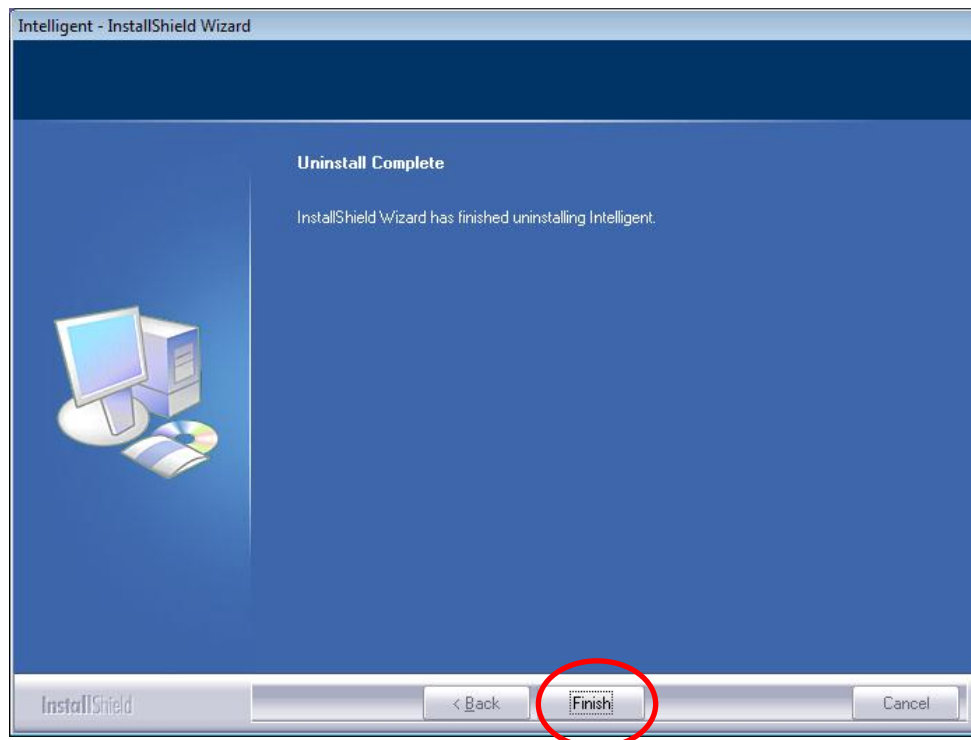 Intelligent - InstallShield Wizard
Uninstall Complete
InstallShield Wizard has finished uninstalling Intelligent.
InstallShield
< Back
Finish
Cancel